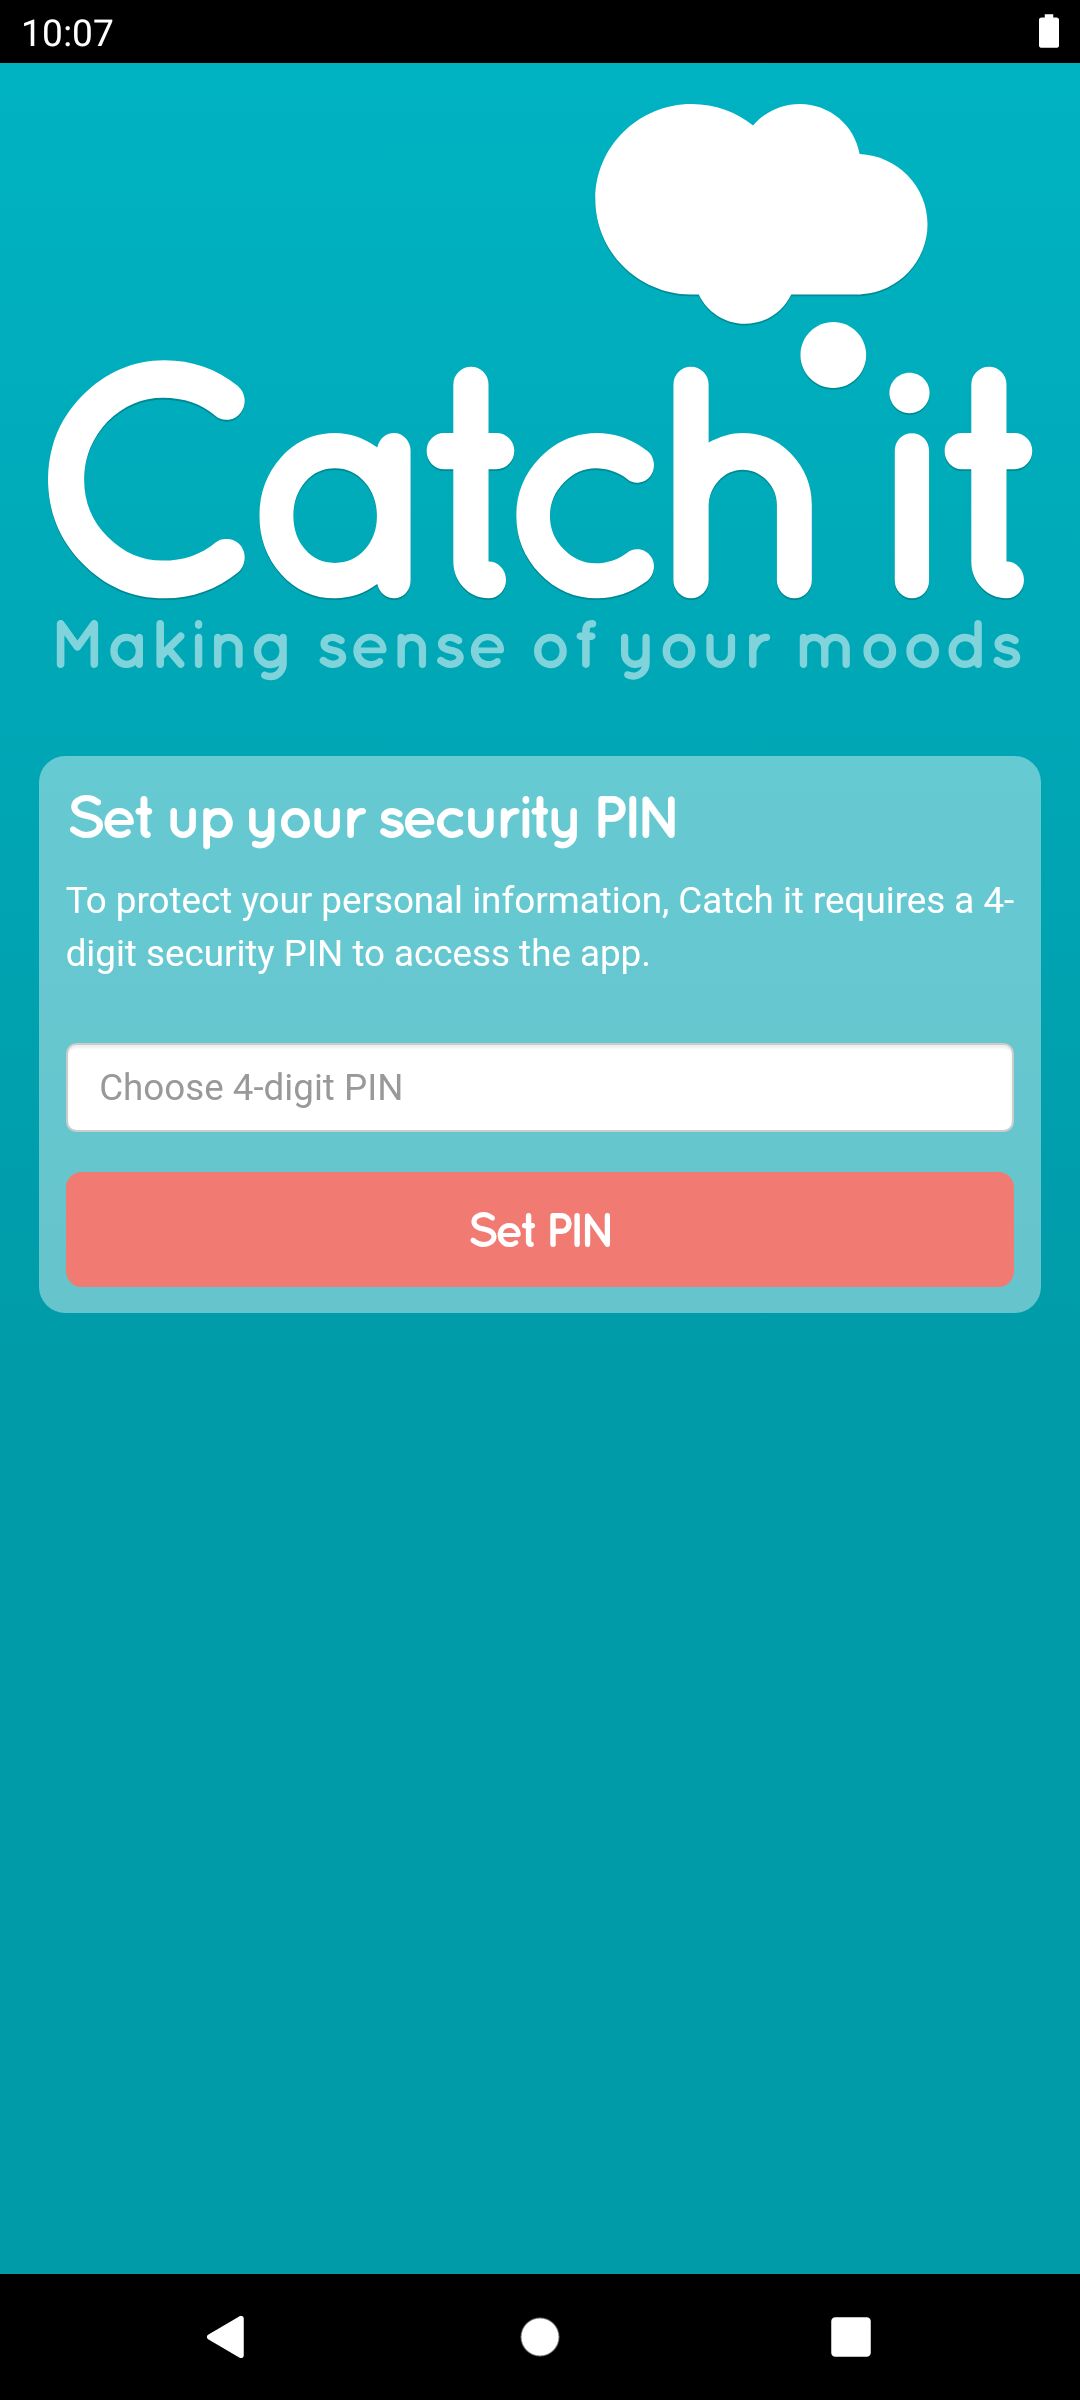 10:07
Catch it
Making sense of your moods
Set up your security PIN
To protect your personal information, Catch it requires a 4-
digit security PIN to access the app.
Choose 4-digit PIN
Set PIN